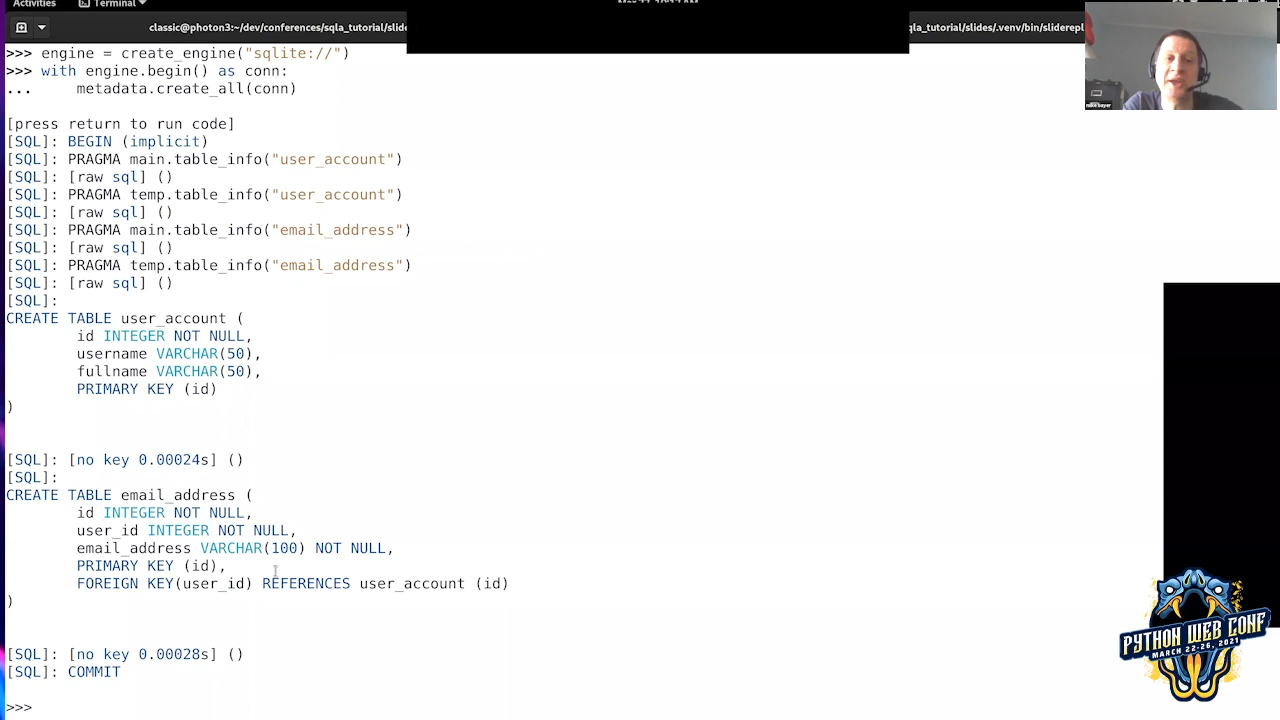 Activities
Terminal
classic@photon3:~/dev/conferences/sqla_tutorial/slide
la_tutorial/slides/.venv/bin/sliderepl
>>> engine = create_engine("sqlite://")
>>> with engine.begin() as conn:
...     metadata.create_all(conn)
[press return to run code]
[SQL]: BEGIN (implicit)
[SQL]: PRAGMA main.table_info("user_account")
[SQL]: [raw sql] ()
[SQL]: PRAGMA temp.table_info("user_account")
[SQL]: [raw sql] ()
[SQL]: PRAGMA main.table_info("email_address")
[SQL]: [raw sql] ()
[SQL]: PRAGMA temp.table_info("email_address")
[SQL]: [raw sql] ()
[SQL]:
CREATE TABLE user_account (
        id INTEGER NOT NULL,
        username VARCHAR(50),
        fullname VARCHAR(50),
        PRIMARY KEY (id)
)
[SQL]: [no key 0.00024s] ()
[SQL]:
CREATE TABLE email_address (
        id INTEGER NOT NULL,
        user_id INTEGER NOT NULL,
        email_address VARCHAR(100) NOT NULL,
        PRIMARY KEY (id),
        FOREIGN KEY(user_id) REFERENCES user_account (id)
)
[SQL]: [no key 0.00028s] ()
[SQL]: COMMIT
>>>
mike bayer
PYTHON WEB CONF
MARCH 22-26, 2021